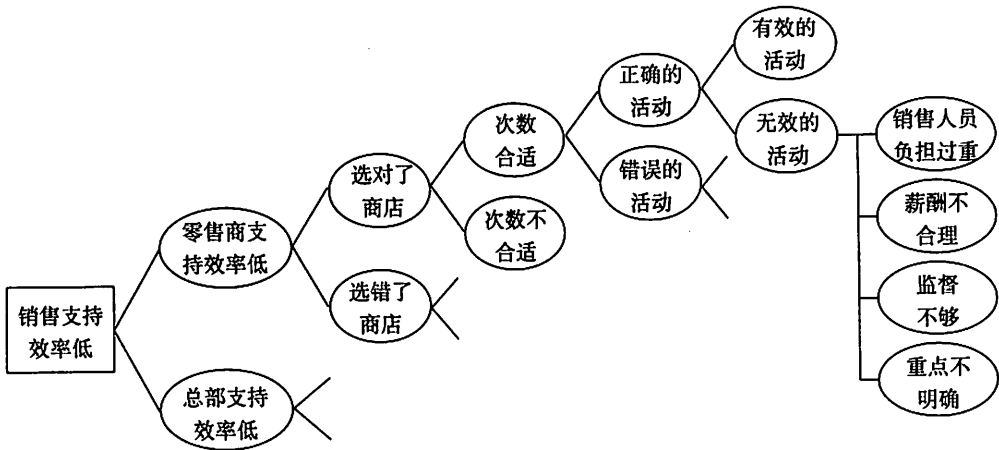 销售支持
效率低
零售商支
持效率低
总部支持
效率低
选对了
商店
选错了
商店
次数
合适
次数不
合适
正确的
活动
错误的
活动
有效的
活动
无效的
活动
销售人员
负担过重
薪酬不
合理
监督
不够
重点不
明确